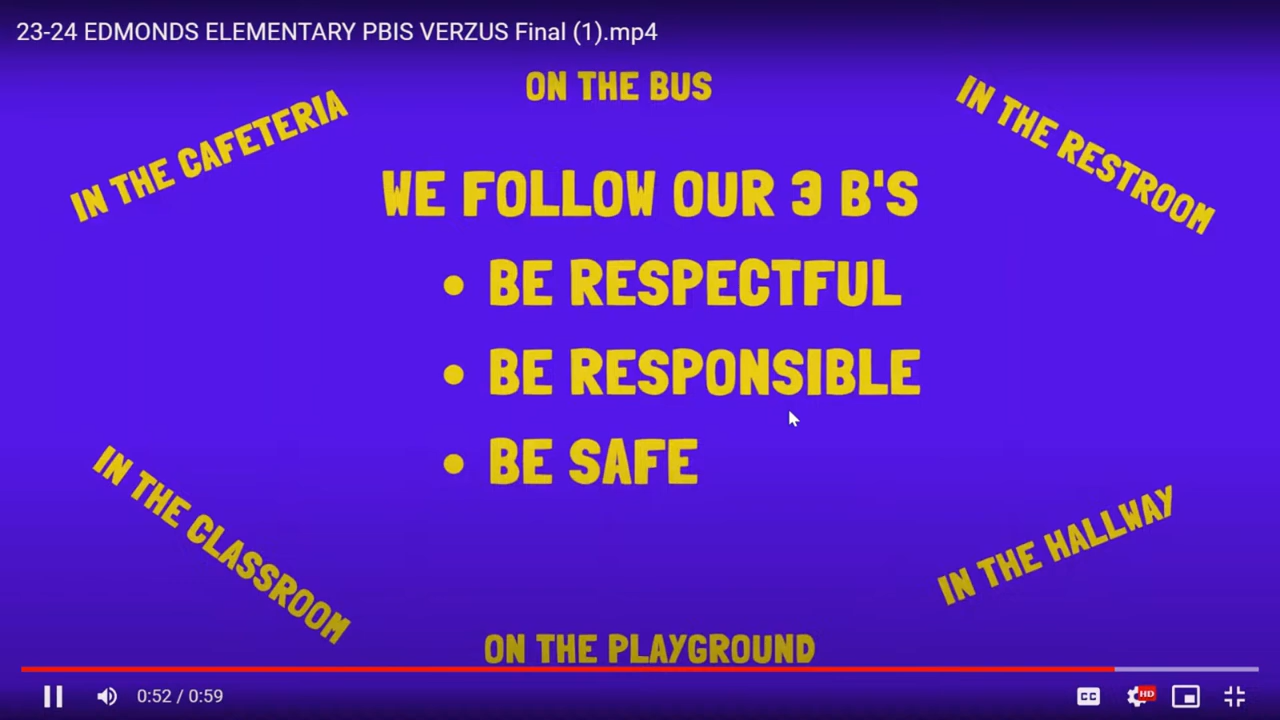 23-24 EDMONDS ELEMENTARY PBIS VERZUS Final (1).mp4
ON THE BUS
IN THE CAFETERIA
IN THE RESTROOM
WE FOLLOW OUR 3 B'S
• BE RESPECTFUL
• BE RESPONSIBLE
• BE SAFE
IN THE CLASSROOM
IN THE HALLWAY
ON THE PLAYGROUND
0:52 / 0:59
CC
HD